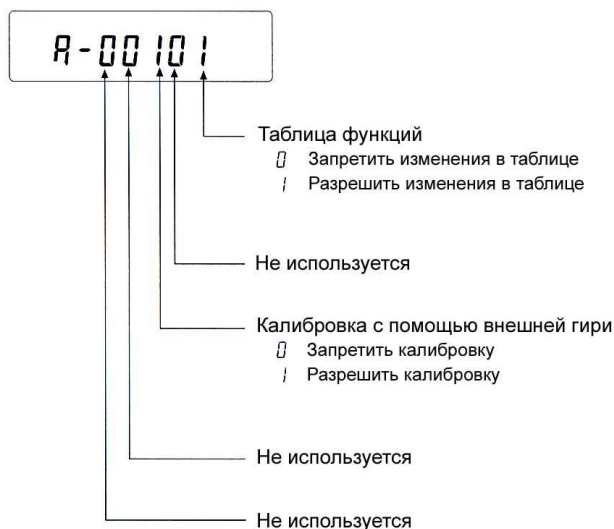 A-00101
Таблица функций
0 Запретить изменения в таблице
1 Разрешить изменения в таблице
Не используется
Калибровка с помощью внешней гири
0 Запретить калибровку
1 Разрешить калибровку
Не используется
Не используется